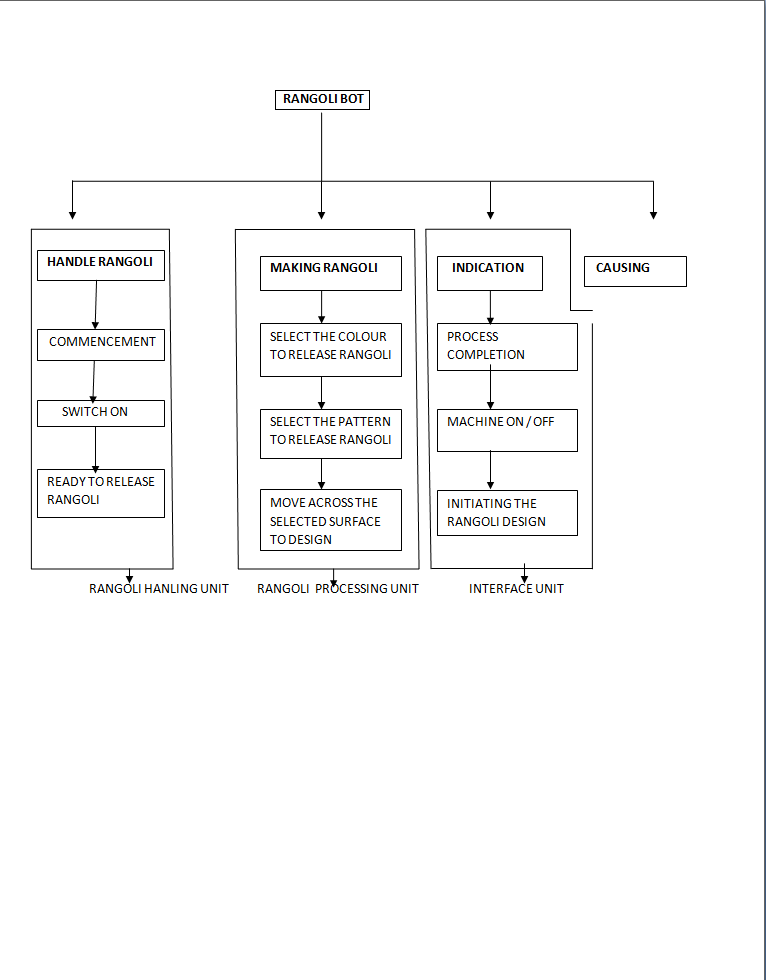 RANGOLI BOT
HANDLE RANGOLI
COMMENCEMENT
SWITCH ON
READY TO RELEASE
RANGOLI
RANGOLI HANLING UNIT
MAKING RANGOLI
SELECT THE COLOUR
TO RELEASE RANGOLI
SELECT THE PATTERN
TO RELEASE RANGOLI
MOVE ACROSS THE
SELECTED SURFACE
TO DESIGN
RANGOLI PROCESSING UNIT
INDICATION
PROCESS
COMPLETION
MACHINE ON / OFF
INITIATING THE
RANGOLI DESIGN
INTERFACE UNIT
CAUSING